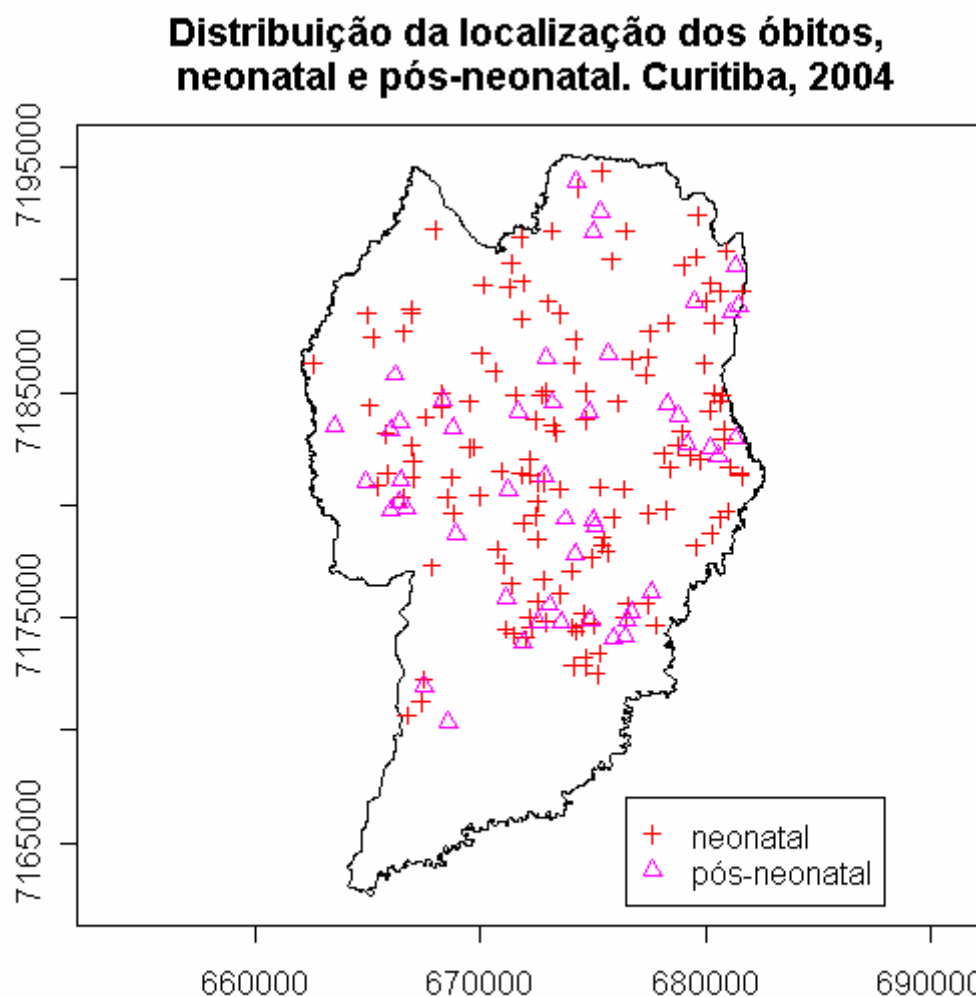 Distribuição da localização dos óbitos,
neonatal e pós-neonatal. Curitiba, 2004
7195000
7185000
7175000
7165000
neonatal
pós-neonatal
660000 670000 680000 690000